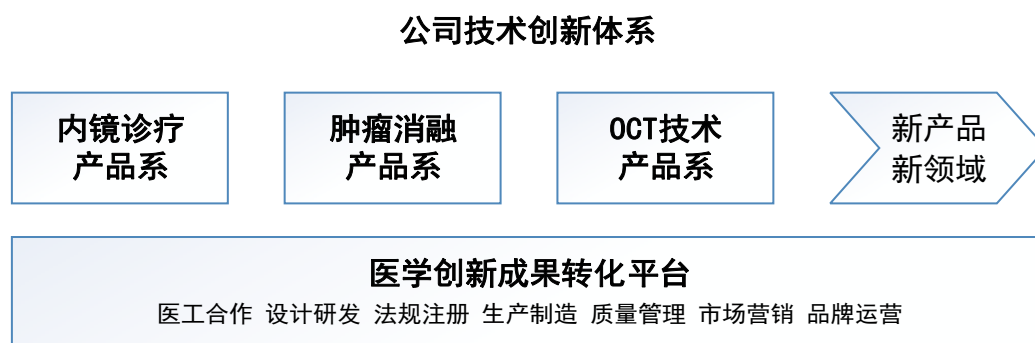 公司技术创新体系
内镜诊疗
产品系
肿瘤消融
产品系
OCT技术
产品系
新产品
新领域
医学创新成果转化平台
医工合作 设计研发 法规注册 生产制造 质量管理 市场营销 品牌运营